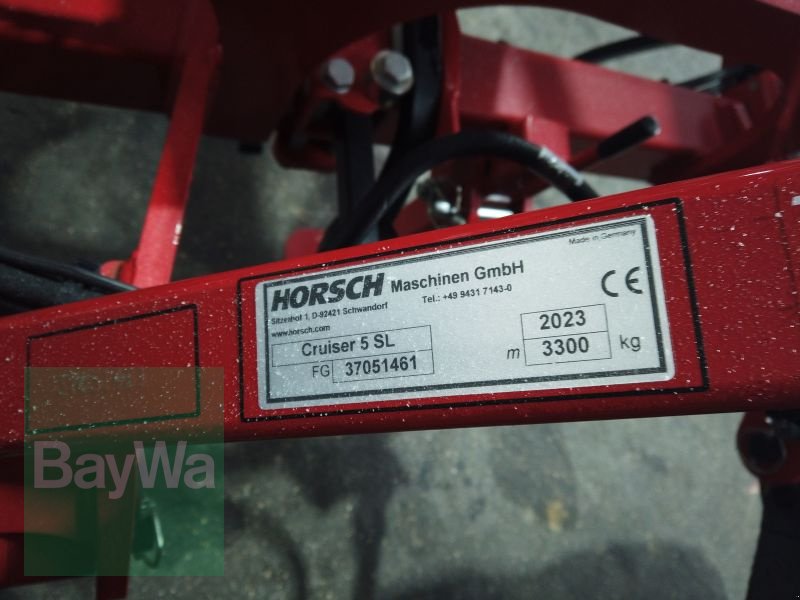 HORSCH Maschinen GmbH
Made in Germany
Sitzenhof 1, D-92421 Schwandorf
Tel.: +49 9431 7143-0
www.horsch.com
CE
Cruiser 5 SL
2023
FG 37051461
m 3300 kg
BayWa